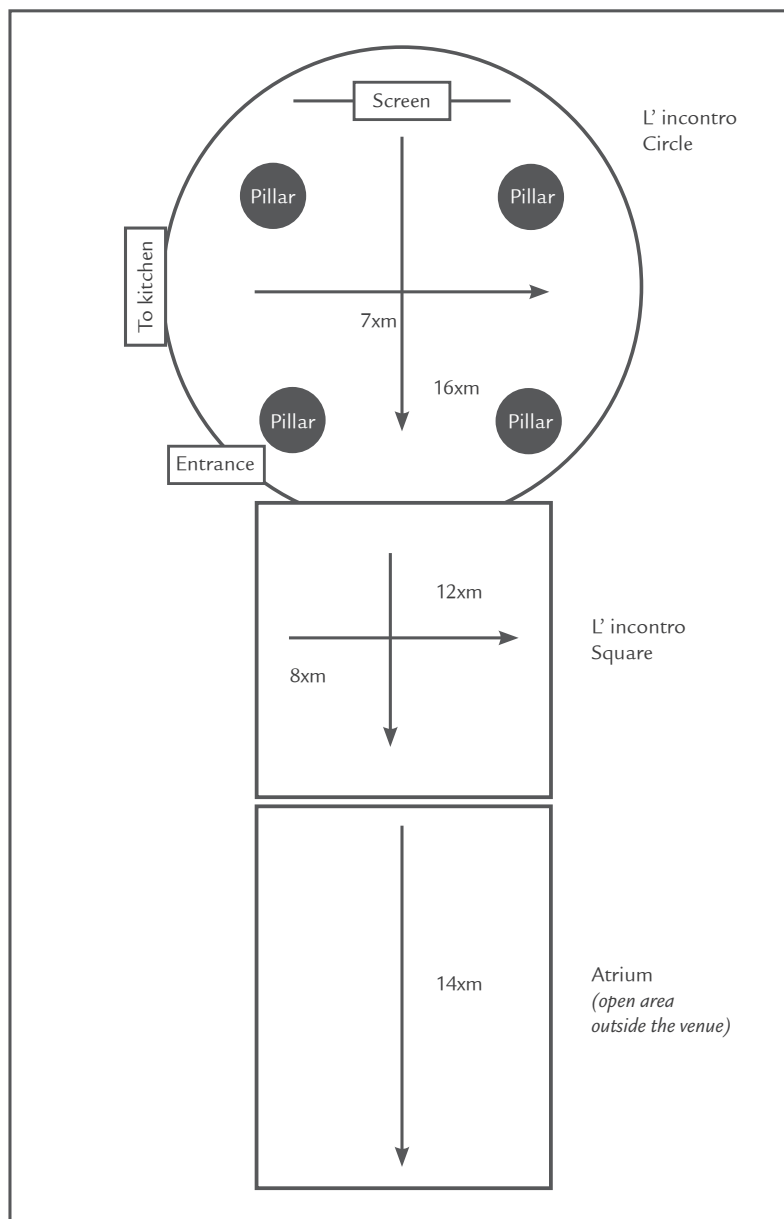 Screen
L’ incontro
Circle
Pillar
Pillar
To kitchen
7xm
16xm
Pillar
Pillar
Entrance
12xm
L’ incontro
Square
8xm
14xm
Atrium
(open area
outside the venue)